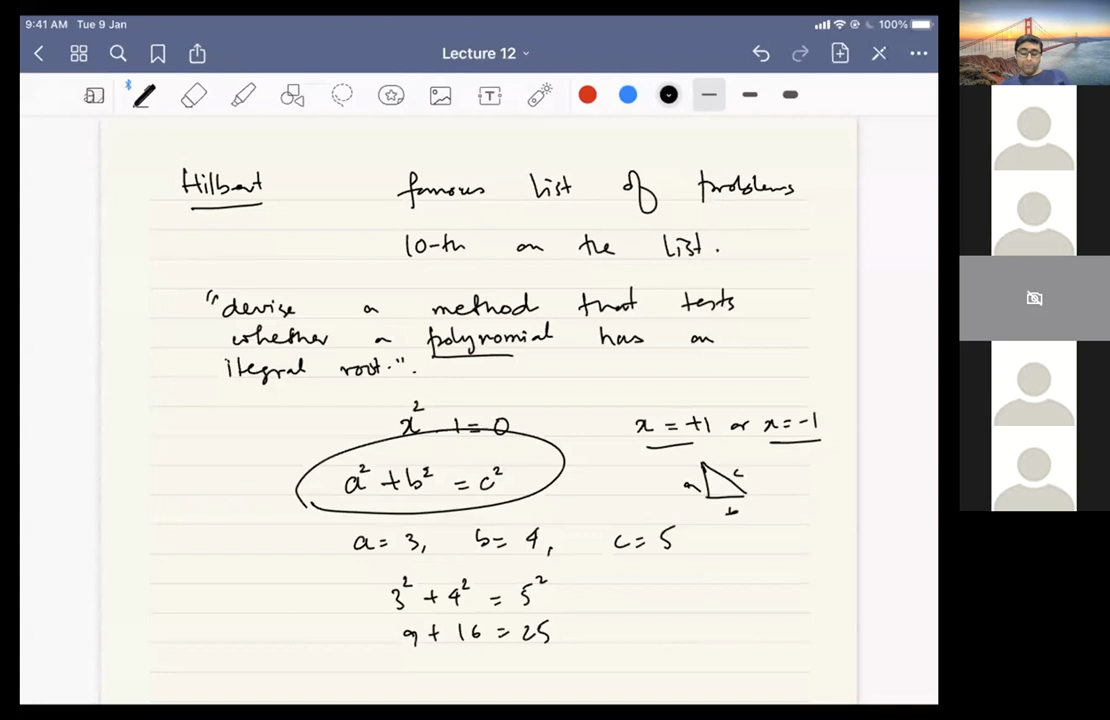 9:41 AM Tue 9 Jan
100%
Lecture 12
T
Hilbert famous list of problems
10-th on the list.
"devise a method that tests
whether a polynomial has an
itegral root.".
x² - 1 = 0 x = +1 or x = -1
a² + b² = c²
a c
b
a = 3, b = 4, c = 5
3² + 4² = 5²
9 + 16 = 25